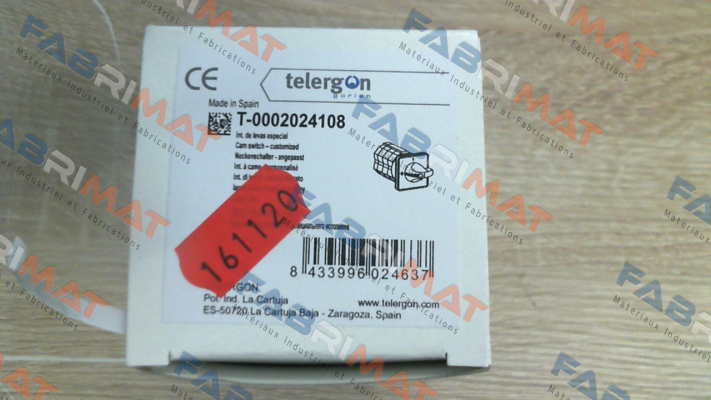 CE
telergon
gorlan
Made in Spain
T-0002024108
Int. de levas especial
Cam switch - customized
Nockenschalter - angepasst
Int. à came
161120
8 433996 024637
Pol. Ind. La Cartuja
ES-50720 La Cartuja Baja - Zaragoza, Spain
www.telergon.com
FABRIMAT
Matériaux Industriel et Fabrications